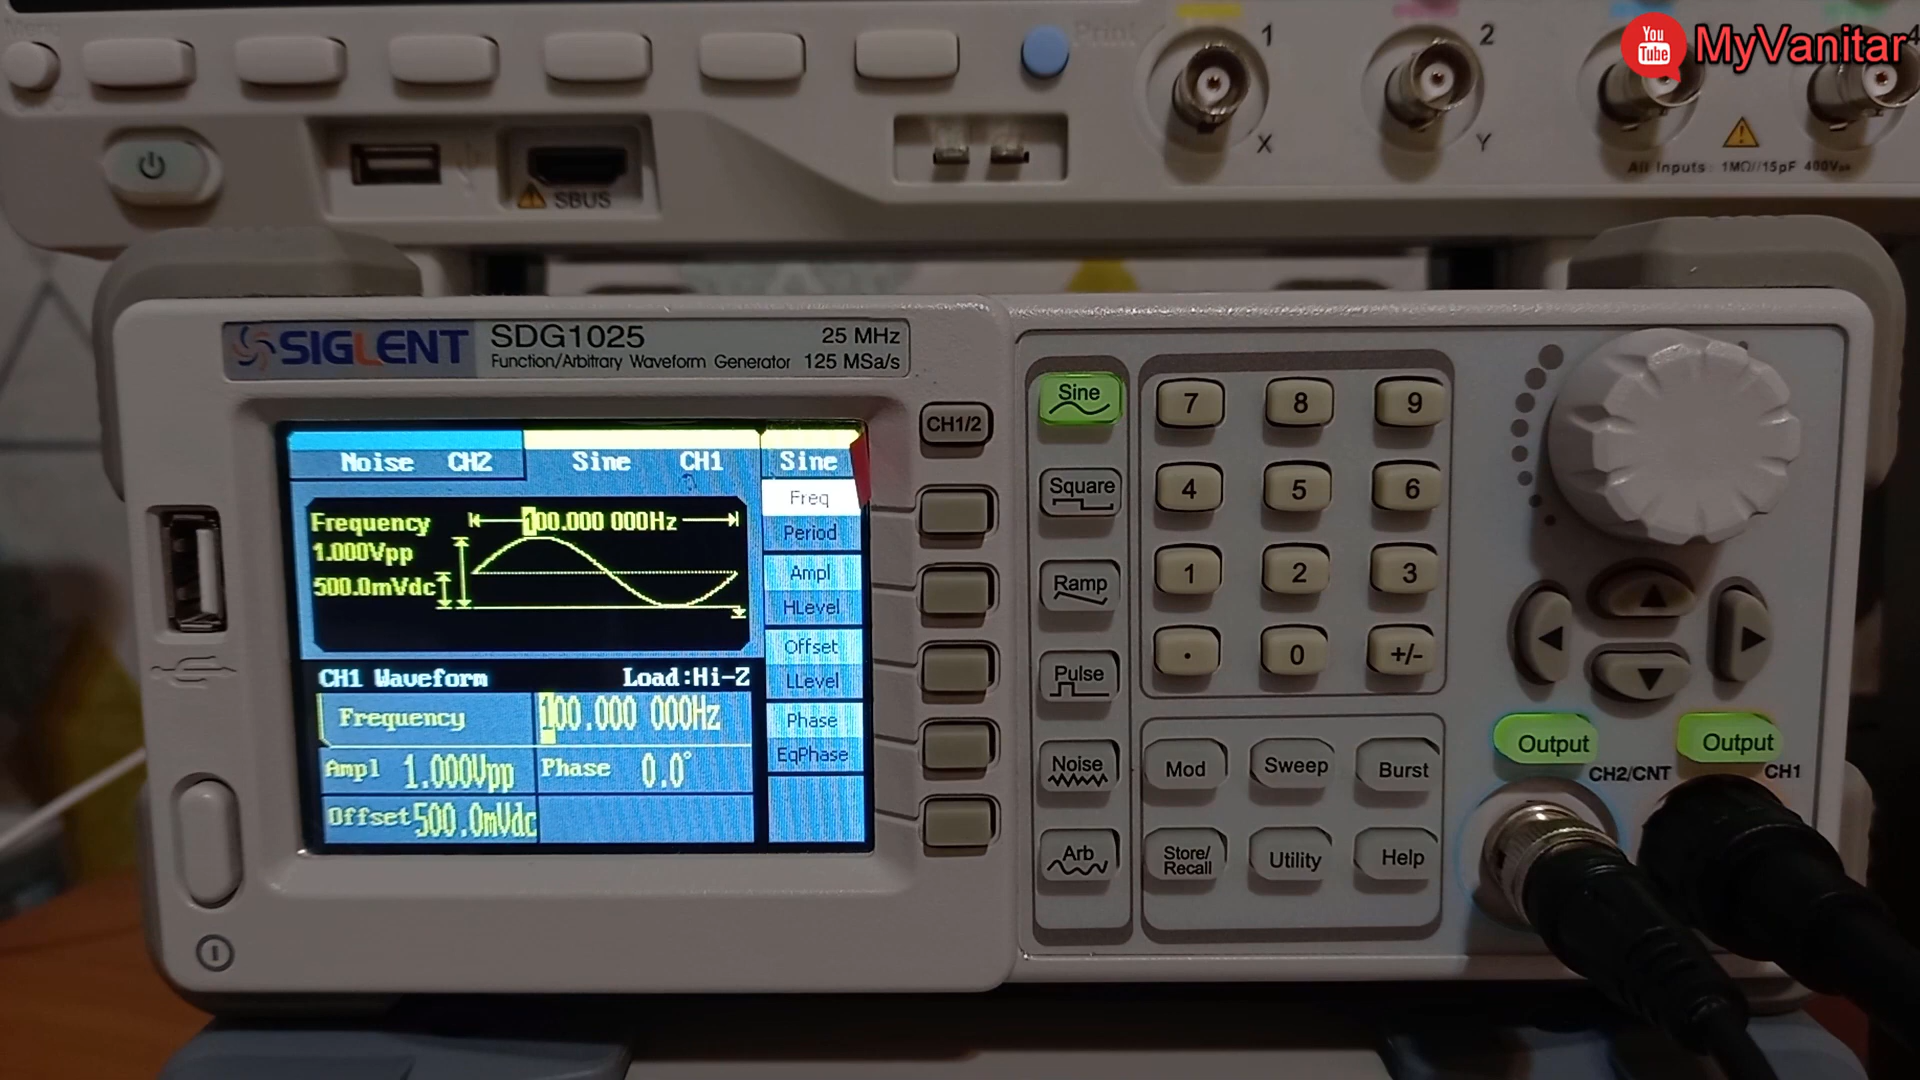 You
Tube
MyVanitar
Print
1
2
4
X
Y
All Inputs : 1MΩ//15pF 400Vpk
SBUS
SIGLENT
SDG1025
25 MHz
Function/Arbitrary Waveform Generator
125 MSa/s
CH1/2
Noise CH2
Sine CH1
Sine
Frequency
100.000 000Hz
1.000Vpp
500.0mVdc
Freq
Period
Ampl
HLevel
Offset
LLevel
Phase
EqPhase
CH1 Waveform
Load:Hi-Z
Frequency
100.000 000Hz
Ampl 1.000Vpp
Phase 0.0°
Offset 500.0mVdc
Sine
Square
Ramp
Pulse
Noise
Arb
7 8 9
4 5 6
1 2 3
. 0 +/-
Mod Sweep Burst
Store/
Recall
Utility
Help
Output
CH2/CNT
Output
CH1